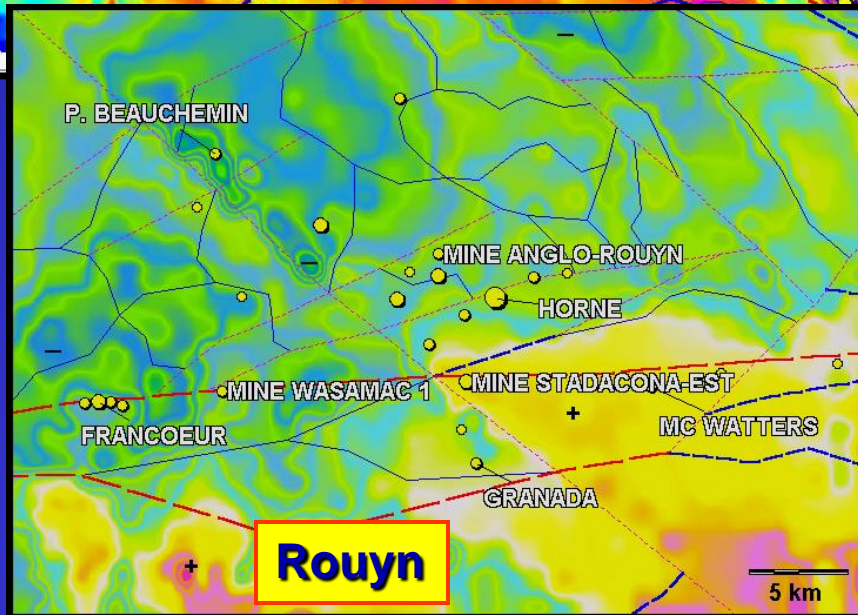 P. BEAUCHEMIN
MINE ANGLO-ROUYN
HORNE
MINE WASAMAC 1
MINE STADACONA-EST
FRANCOEUR
MC WATTERS
GRANADA
Rouyn
5 km